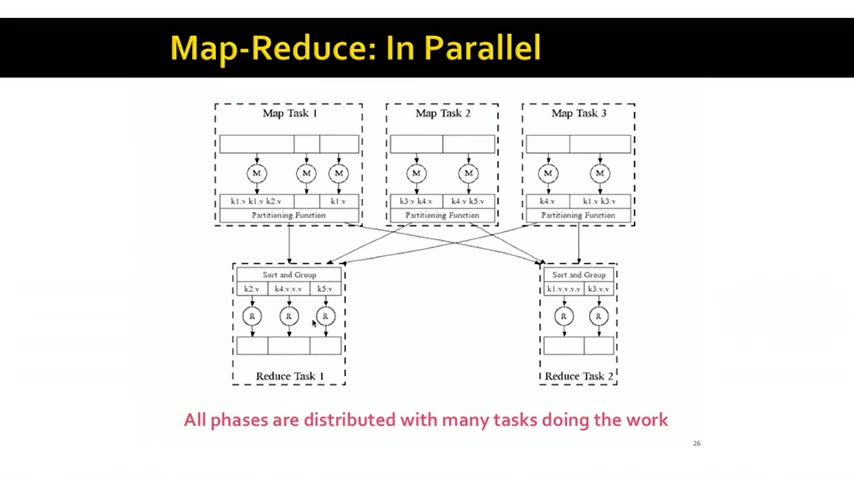 Map-Reduce: In Parallel
Map Task 1 Map Task 2 Map Task 3
M M M M M M M
k1:v k1:v k2:v k1:v k3:v k4:v k4:v k5:v k4:v k1:v k3:v
Partitioning Function Partitioning Function Partitioning Function
Sort and Group Sort and Group
k2:v k4:v,v,v k5:v k1:v,v,v,v k3:v,v
R R R R R
Reduce Task 1 Reduce Task 2
All phases are distributed with many tasks doing the work
26